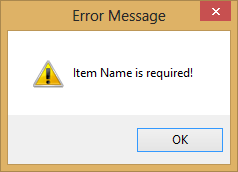 Error Message
Item Name is required!
OK